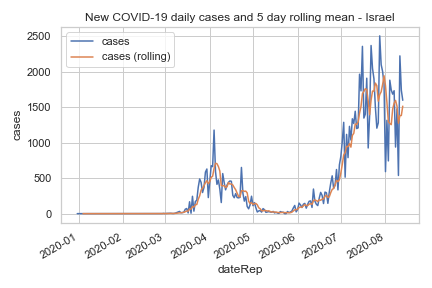 New COVID-19 daily cases and 5 day rolling mean - Israel
cases
cases (rolling)
2500
2000
1500
1000
500
0
cases
2020-01
2020-02
2020-03
2020-04
2020-05
2020-06
2020-07
2020-08
dateRep